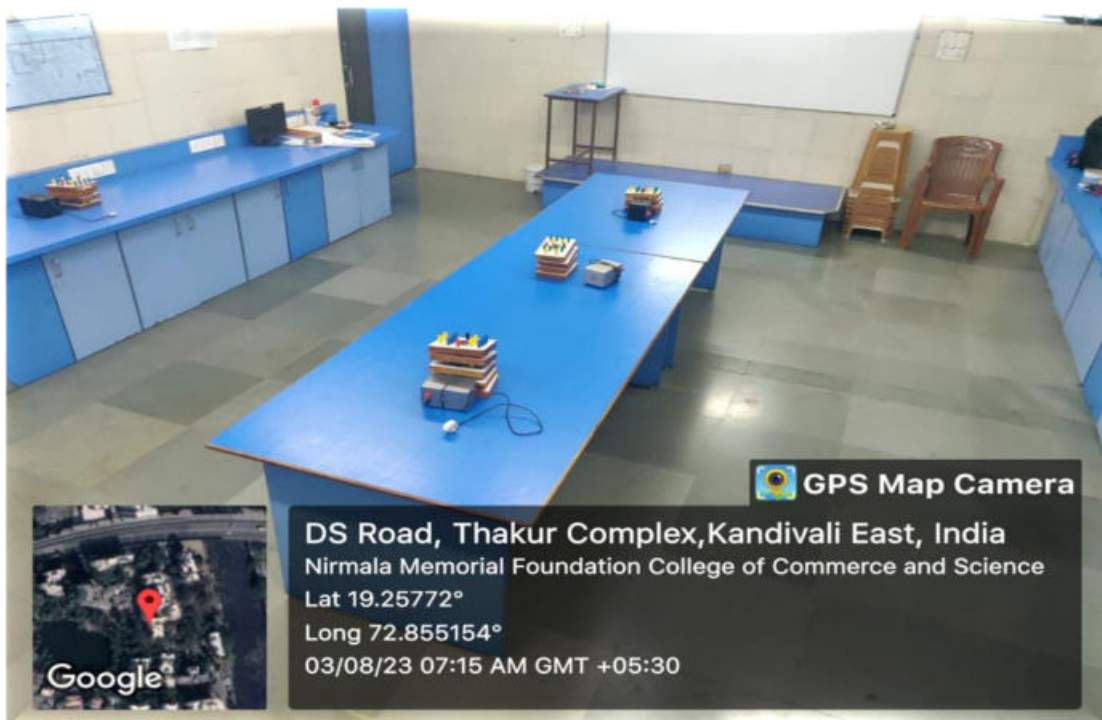 GPS Map Camera
DS Road, Thakur Complex,Kandivali East, India
Nirmala Memorial Foundation College of Commerce and Science
Lat 19.25772°
Long 72.855154°
03/08/23 07:15 AM GMT +05:30
Google